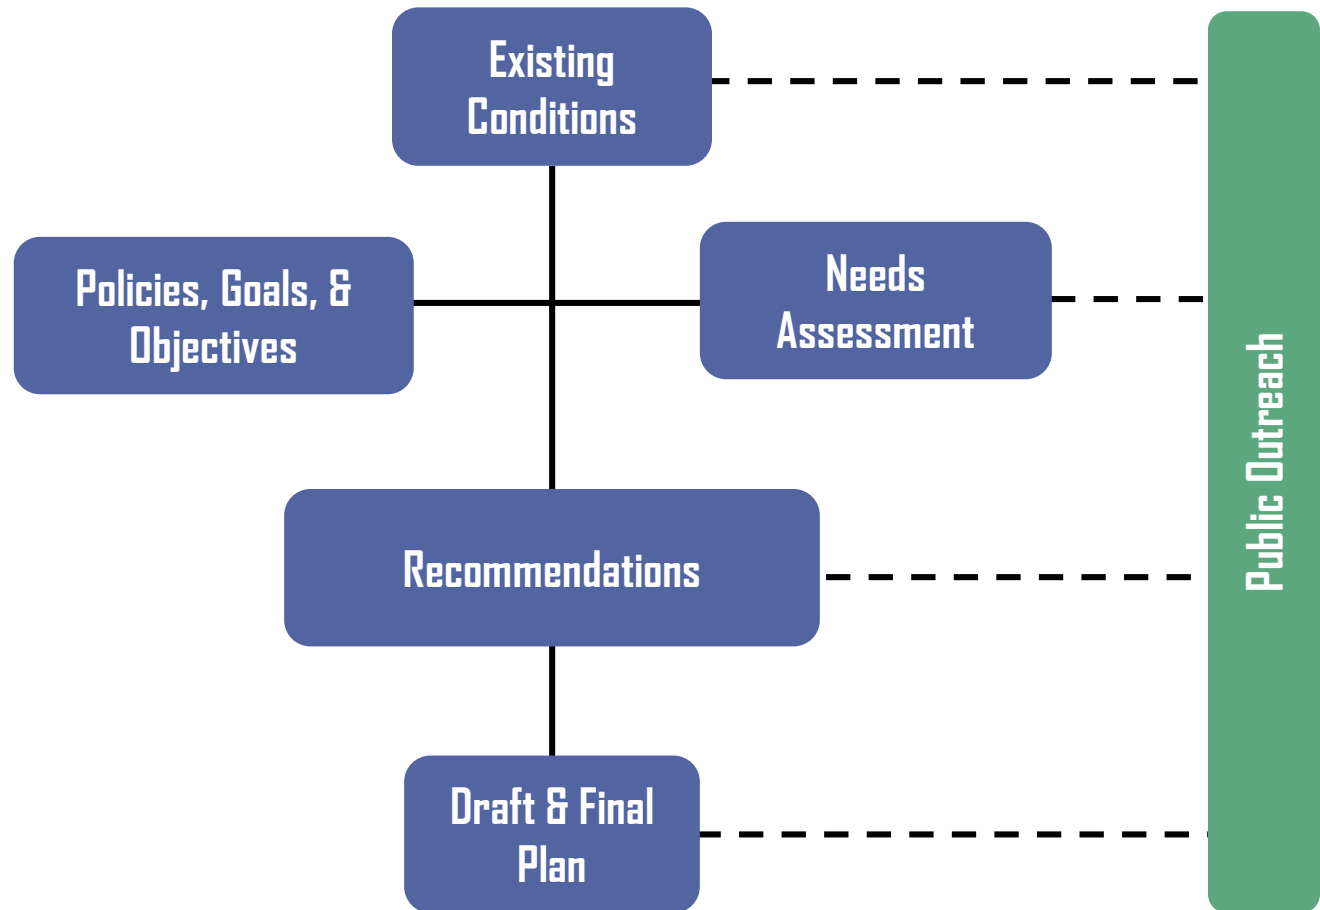 Existing
Conditions
Policies, Goals, &
Objectives
Needs
Assessment
Recommendations
Draft & Final
Plan
Public Outreach